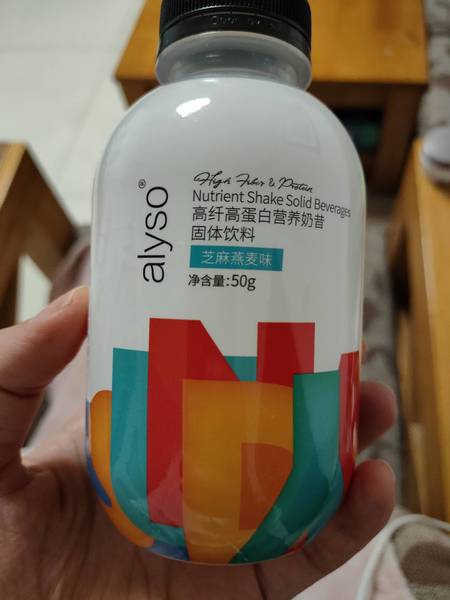 High Fiber & Protein
Nutrient Shake Solid Beverages
高纤高蛋白营养奶昔
固体饮料
芝麻燕麦味
净含量:50g
alyso®